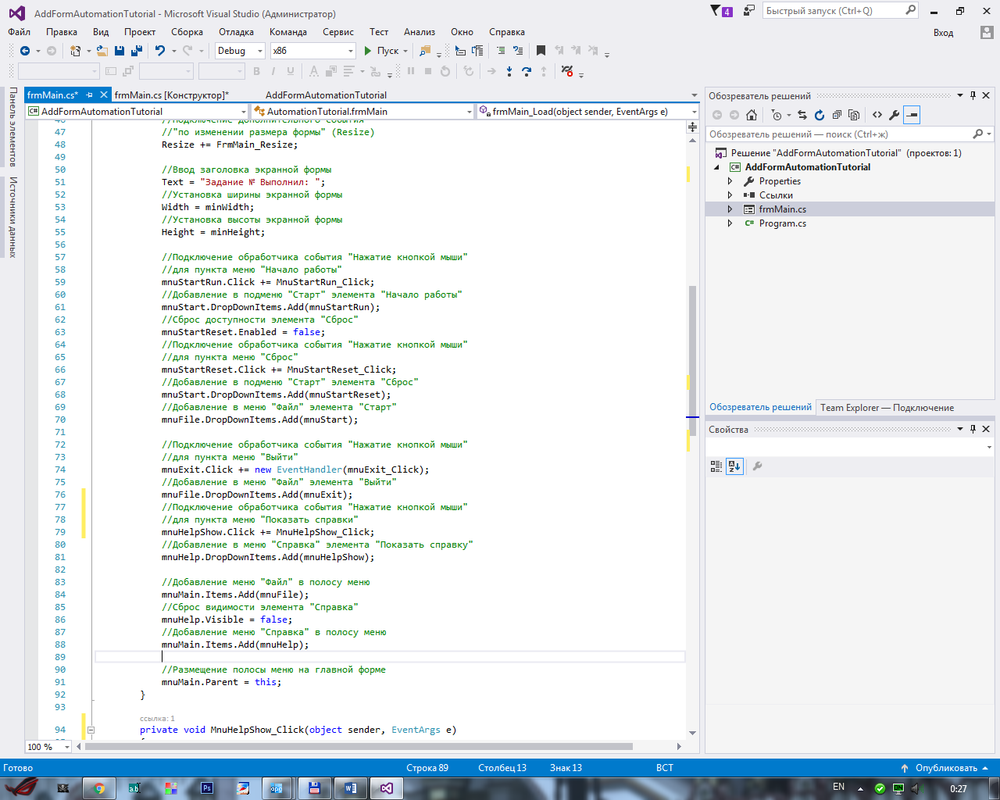 AddFormAutomationTutorial - Microsoft Visual Studio (Администратор)
4
Быстрый запуск (Ctrl+Q)
Файл Правка Вид Проект Сборка Отладка Команда Сервис Тест Анализ Окно Справка
Вход
Debug x86 Пуск
Панель элементов
Источники данных
frmMain.cs* frmMain.cs [Конструктор]* AddFormAutomationTutorial
AddFormAutomationTutorial AutomationTutorial.frmMain frmMain_Load(object sender, EventArgs e)
46 //Подключение дополнительного события
47 //"по изменении размера формы" (Resize)
48 Resize += FrmMain_Resize;
49
50 //Ввод заголовка экранной формы
51 Text = "Задание № Выполнил: ";
52 //Установка ширины экранной формы
53 Width = minWidth;
54 //Установка высоты экранной формы
55 Height = minHeight;
56
57 //Подключение обработчика события "Нажатие кнопкой мыши"
58 //для пункта меню "Начало работы"
59 mnuStartRun.Click += MnuStartRun_Click;
60 //Добавление в подменю "Старт" элемента "Начало работы"
61 mnuStart.DropDownItems.Add(mnuStartRun);
62 //Сброс доступности элемента "Сброс"
63 mnuStartReset.Enabled = false;
64 //Подключение обработчика события "Нажатие кнопкой мыши"
65 //для пункта меню "Сброс"
66 mnuStartReset.Click += MnuStartReset_Click;
67 //Добавление в подменю "Старт" элемента "Сброс"
68 mnuStart.DropDownItems.Add(mnuStartReset);
69 //Добавление в меню "Файл" элемента "Старт"
70 mnuFile.DropDownItems.Add(mnuStart);
71
72 //Подключение обработчика события "Нажатие кнопкой мыши"
73 //для пункта меню "Выйти"
74 mnuExit.Click += new EventHandler(mnuExit_Click);
75 //Добавление в меню "Файл" элемента "Выйти"
76 mnuFile.DropDownItems.Add(mnuExit);
77 //Подключение обработчика события "Нажатие кнопкой мыши"
78 //для пункта меню "Показать справки"
79 mnuHelpShow.Click += MnuHelpShow_Click;
80 //Добавление в меню "Справка" элемента "Показать справку"
81 mnuHelp.DropDownItems.Add(mnuHelpShow);
82
83 //Добавление меню "Файл" в полосу меню
84 mnuMain.Items.Add(mnuFile);
85 //Сброс видимости элемента "Справка"
86 mnuHelp.Visible = false;
87 //Добавление меню "Справка" в полосу меню
88 mnuMain.Items.Add(mnuHelp);
89
90 //Размещение полосы меню на главной форме
91 mnuMain.Parent = this;
92 }
93
ссылка: 1
94 private void MnuHelpShow_Click(object sender, EventArgs e)
100 %
Обозреватель решений
Обозреватель решений — поиск (Ctrl+ж)
Решение "AddFormAutomationTutorial" (проектов: 1)
AddFormAutomationTutorial
Properties
Ссылки
frmMain.cs
Program.cs
Обозреватель решений Team Explorer — Подключение
Свойства
Готово Строка 89 Столбец 13 Знак 13 ВСТ Опубликовать
EN 0:27